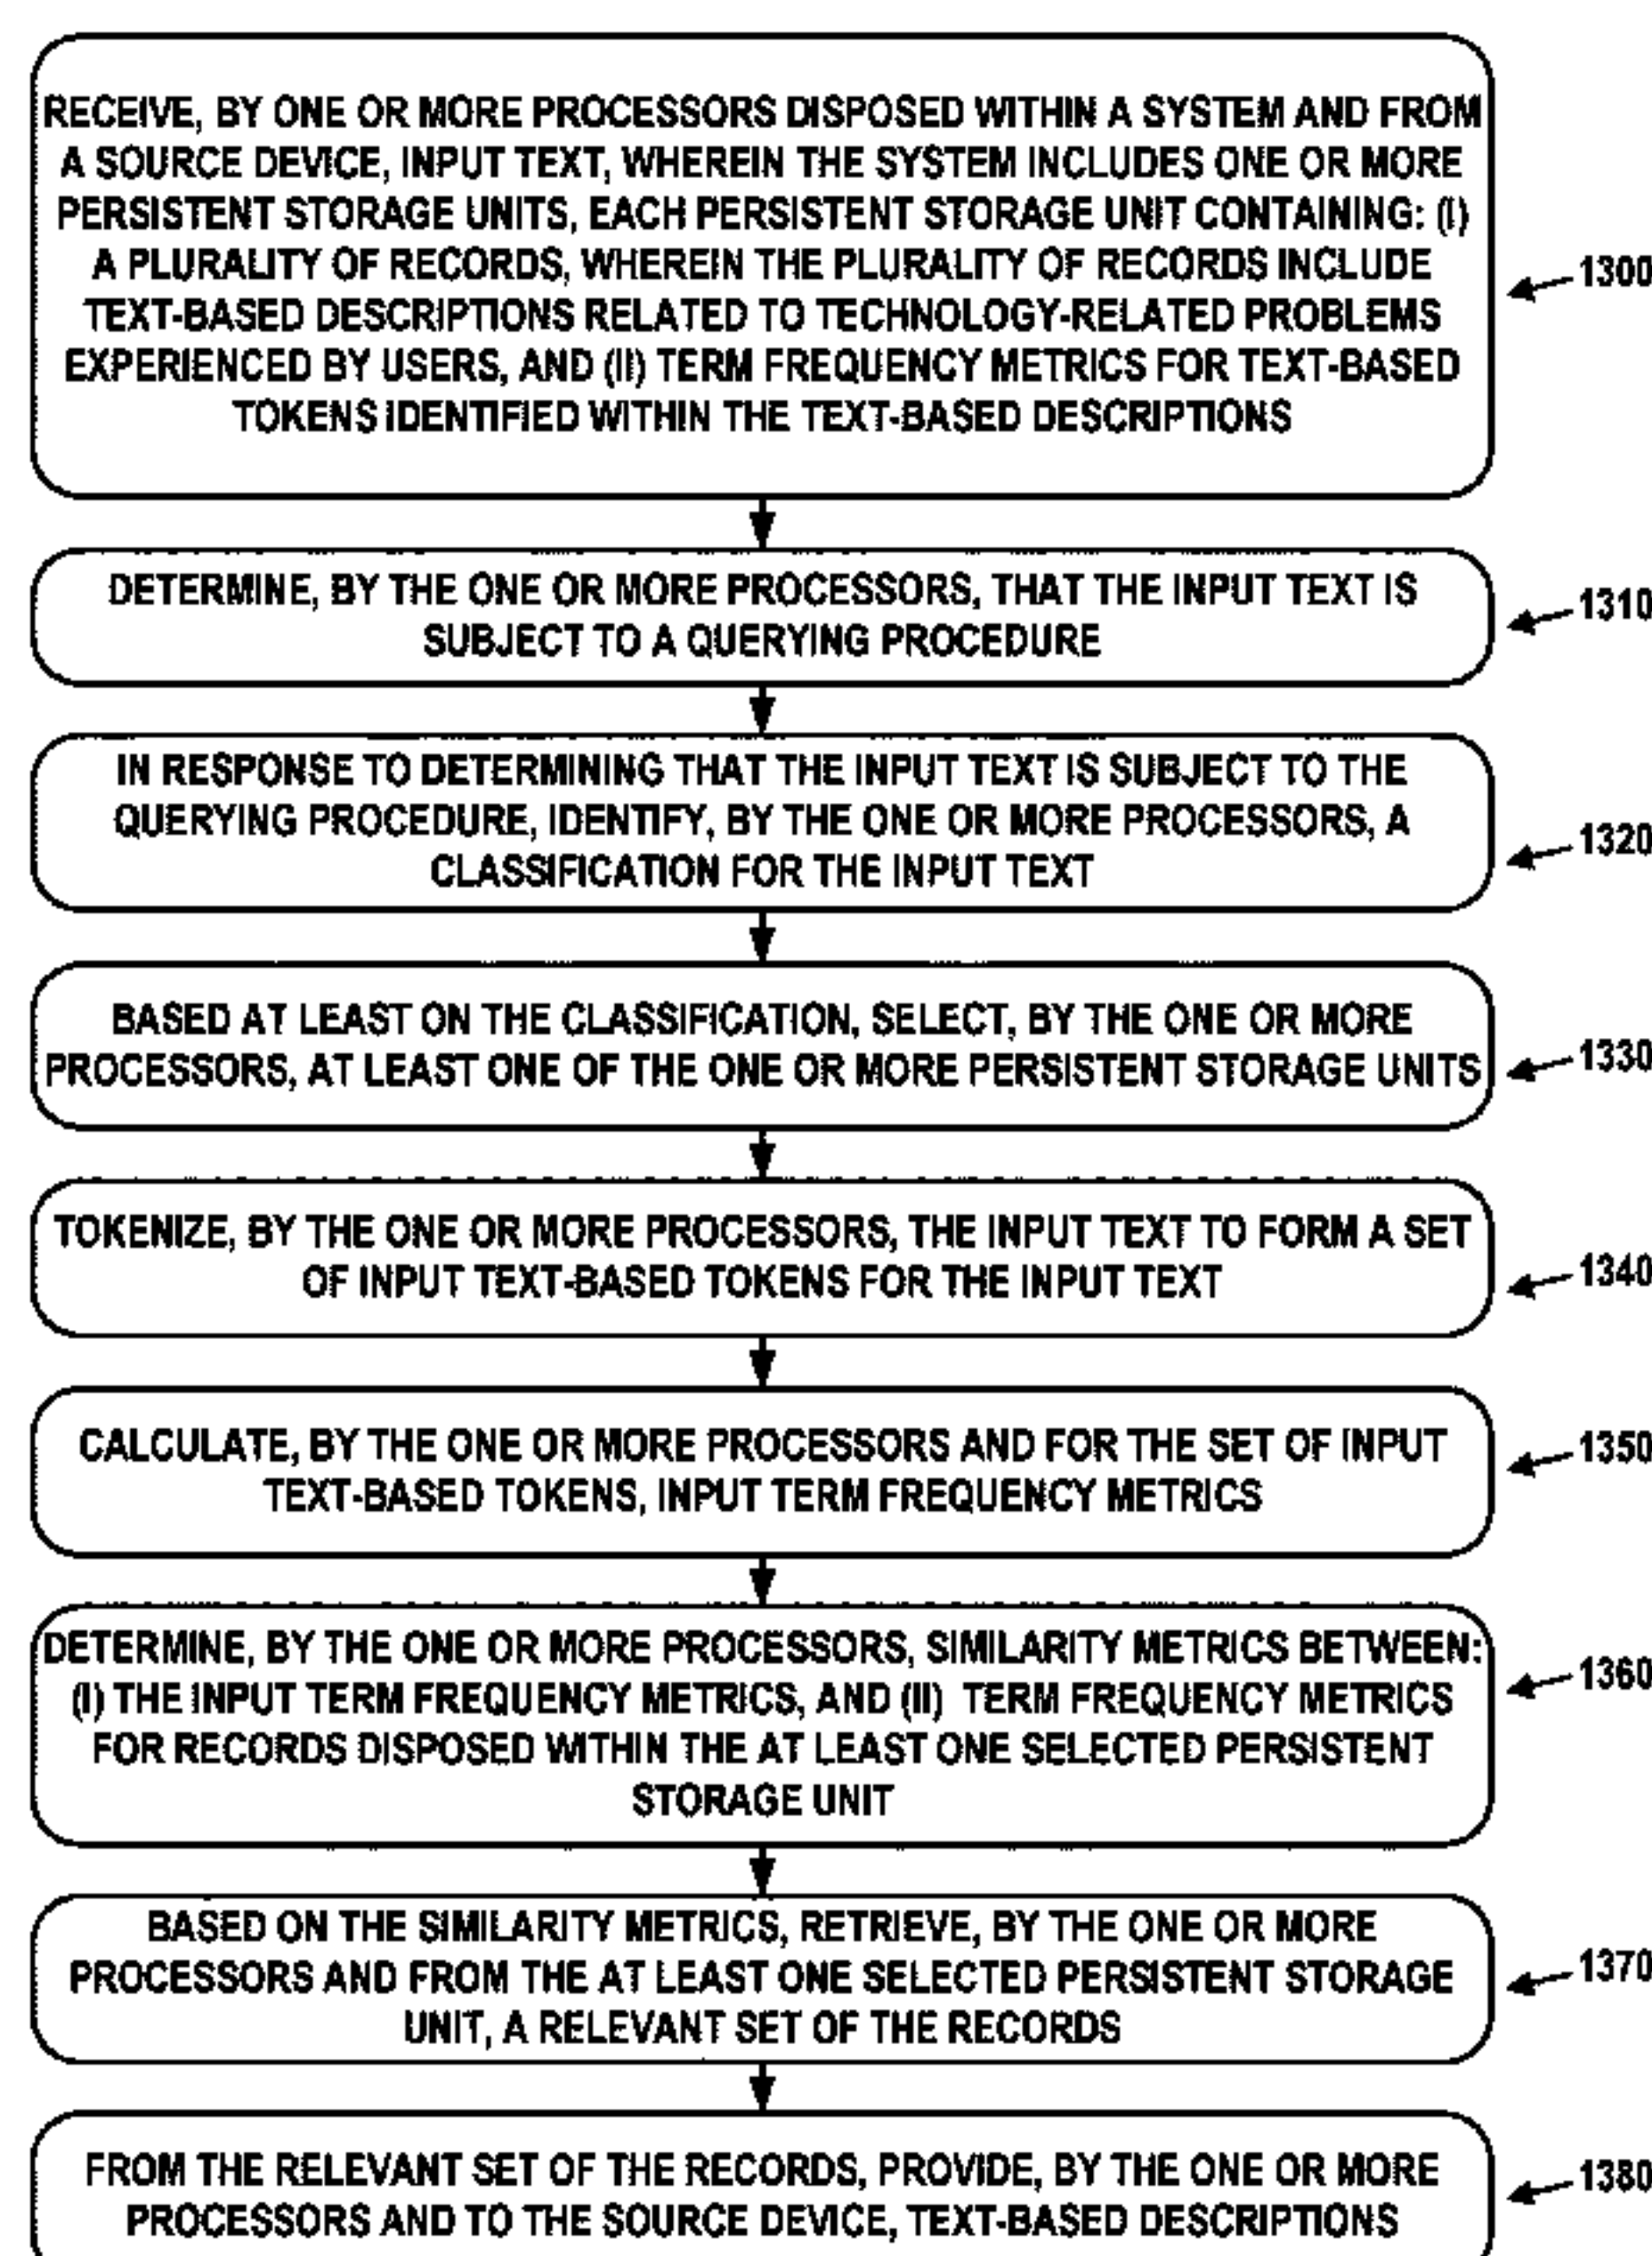 RECEIVE, BY ONE OR MORE PROCESSORS DISPOSED WITHIN A SYSTEM AND FROM
A SOURCE DEVICE, INPUT TEXT, WHEREIN THE SYSTEM INCLUDES ONE OR MORE
PERSISTENT STORAGE UNITS, EACH PERSISTENT STORAGE UNIT CONTAINING: (I)
A PLURALITY OF RECORDS, WHEREIN THE PLURALITY OF RECORDS INCLUDE
TEXT-BASED DESCRIPTIONS RELATED TO TECHNOLOGY-RELATED PROBLEMS
EXPERIENCED BY USERS, AND (II) TERM FREQUENCY METRICS FOR TEXT-BASED
TOKENS IDENTIFIED WITHIN THE TEXT-BASED DESCRIPTIONS
1300
DETERMINE, BY THE ONE OR MORE PROCESSORS, THAT THE INPUT TEXT IS
SUBJECT TO A QUERYING PROCEDURE
1310
IN RESPONSE TO DETERMINING THAT THE INPUT TEXT IS SUBJECT TO THE
QUERYING PROCEDURE, IDENTIFY, BY THE ONE OR MORE PROCESSORS, A
CLASSIFICATION FOR THE INPUT TEXT
1320
BASED AT LEAST ON THE CLASSIFICATION, SELECT, BY THE ONE OR MORE
PROCESSORS, AT LEAST ONE OF THE ONE OR MORE PERSISTENT STORAGE UNITS
1330
TOKENIZE, BY THE ONE OR MORE PROCESSORS, THE INPUT TEXT TO FORM A SET
OF INPUT TEXT-BASED TOKENS FOR THE INPUT TEXT
1340
CALCULATE, BY THE ONE OR MORE PROCESSORS AND FOR THE SET OF INPUT
TEXT-BASED TOKENS, INPUT TERM FREQUENCY METRICS
1350
DETERMINE, BY THE ONE OR MORE PROCESSORS, SIMILARITY METRICS BETWEEN:
(I) THE INPUT TERM FREQUENCY METRICS, AND (II) TERM FREQUENCY METRICS
FOR RECORDS DISPOSED WITHIN THE AT LEAST ONE SELECTED PERSISTENT
STORAGE UNIT
1360
BASED ON THE SIMILARITY METRICS, RETRIEVE, BY THE ONE OR MORE
PROCESSORS AND FROM THE AT LEAST ONE SELECTED PERSISTENT STORAGE
UNIT, A RELEVANT SET OF THE RECORDS
1370
FROM THE RELEVANT SET OF THE RECORDS, PROVIDE, BY THE ONE OR MORE
PROCESSORS AND TO THE SOURCE DEVICE, TEXT-BASED DESCRIPTIONS
1380